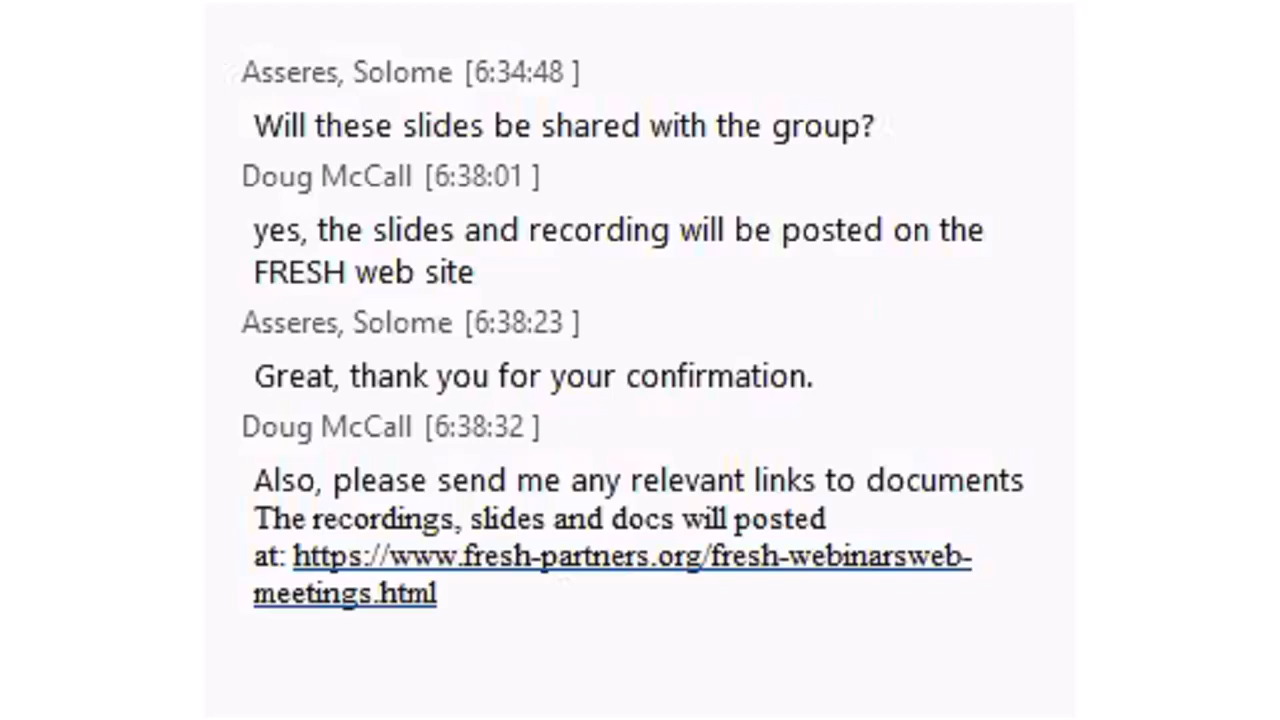 Asseres, Solome [6:34:48 ]
Will these slides be shared with the group?
Doug McCall [6:38:01 ]
yes, the slides and recording will be posted on the
FRESH web site
Asseres, Solome [6:38:23 ]
Great, thank you for your confirmation.
Doug McCall [6:38:32 ]
Also, please send me any relevant links to documents
The recordings, slides and docs will posted
at: https://www.fresh-partners.org/fresh-webinarsweb-
meetings.html